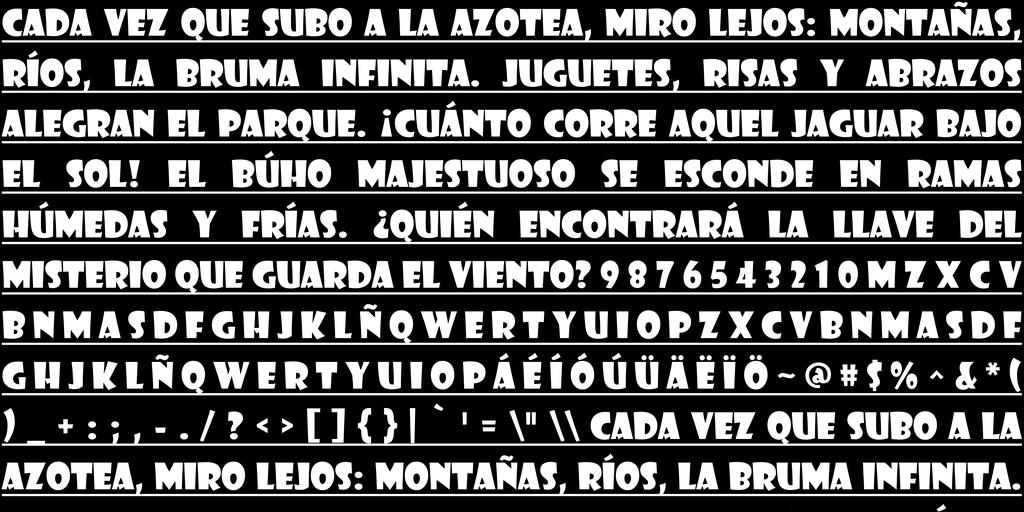 CADA VEZ QUE SUBO A LA AZOTEA, MIRO LEJOS: MONTAÑAS,
RÍOS, LA BRUMA INFINITA. JUGUETES, RISAS Y ABRAZOS
ALEGRAN EL PARQUE. ¡CUÁNTO CORRE AQUEL JAGUAR BAJO
EL SOL! EL BÚHO MAJESTUOSO SE ESCONDE EN RAMAS
HÚMEDAS Y FRÍAS. ¿QUIÉN ENCONTRARÁ LA LLAVE DEL
MISTERIO QUE GUARDA EL VIENTO? 9 8 7 6 5 4 3 2 1 0 M Z X C V
B N M A S D F G H J K L Ñ Q W E R T Y U I O P Z X C V B N M A S D F
G H J K L Ñ Q W E R T Y U I O P Á É Í Ó Ú Ü Ä Ë Ï Ö ~ @ # $ % ^ & * (
) _ + : ; , - . / ? < > [ ] { } | ` ' = \" \\ CADA VEZ QUE SUBO A LA
AZOTEA, MIRO LEJOS: MONTAÑAS, RÍOS, LA BRUMA INFINITA.